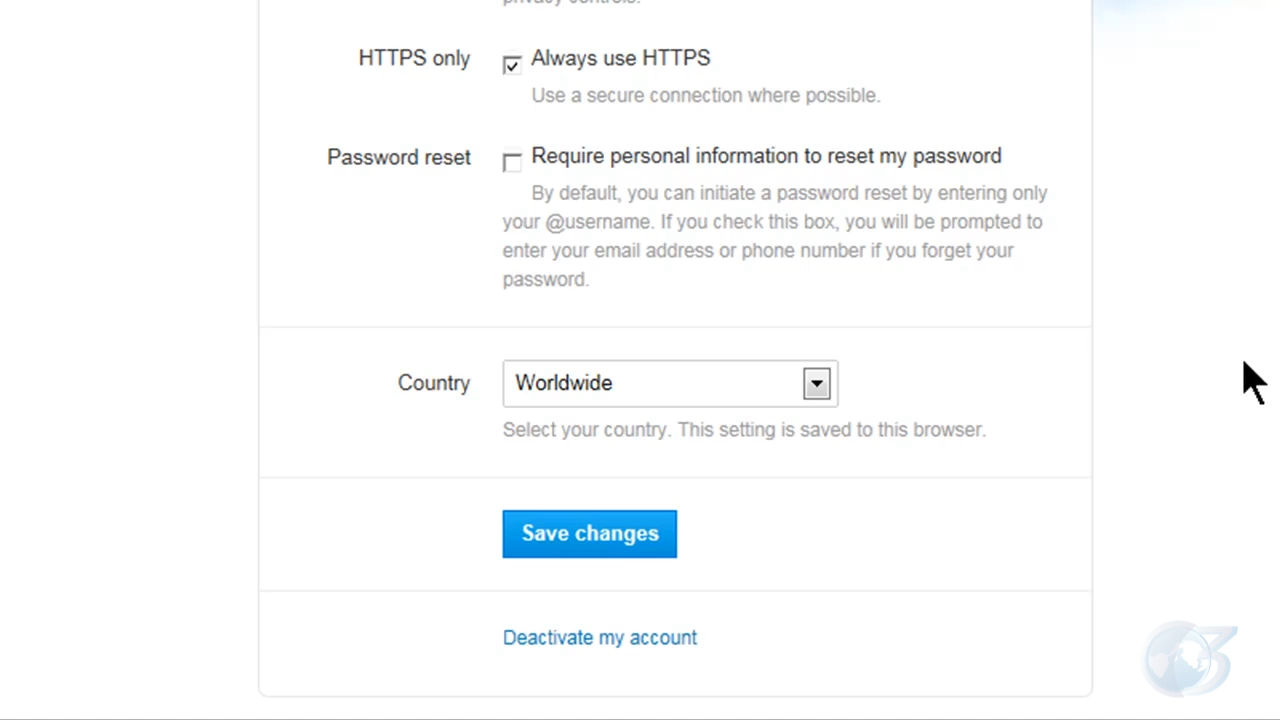 privacy controls.
HTTPS only
Always use HTTPS
Use a secure connection where possible.
Password reset
Require personal information to reset my password
By default, you can initiate a password reset by entering only
your @username. If you check this box, you will be prompted to
enter your email address or phone number if you forget your
password.
Country
Worldwide
Select your country. This setting is saved to this browser.
Save changes
Deactivate my account
3